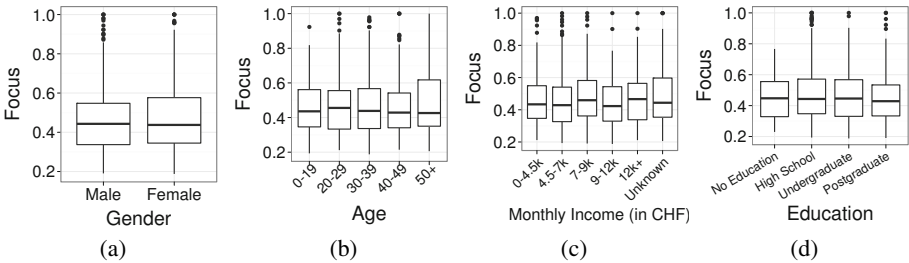 Focus
1.0
0.8
0.6
0.4
0.2
Male Female
Gender
(a)
Focus
1.0
0.8
0.6
0.4
0.2
0-19 20-29 30-39 40-49 50+
Age
(b)
Focus
1.0
0.8
0.6
0.4
0.2
0-4.5k 4.5-7k 7-9k 9-12k 12k+ Unknown
Monthly Income (in CHF)
(c)
Focus
1.0
0.8
0.6
0.4
0.2
No Education High School Undergraduate Postgraduate
Education
(d)